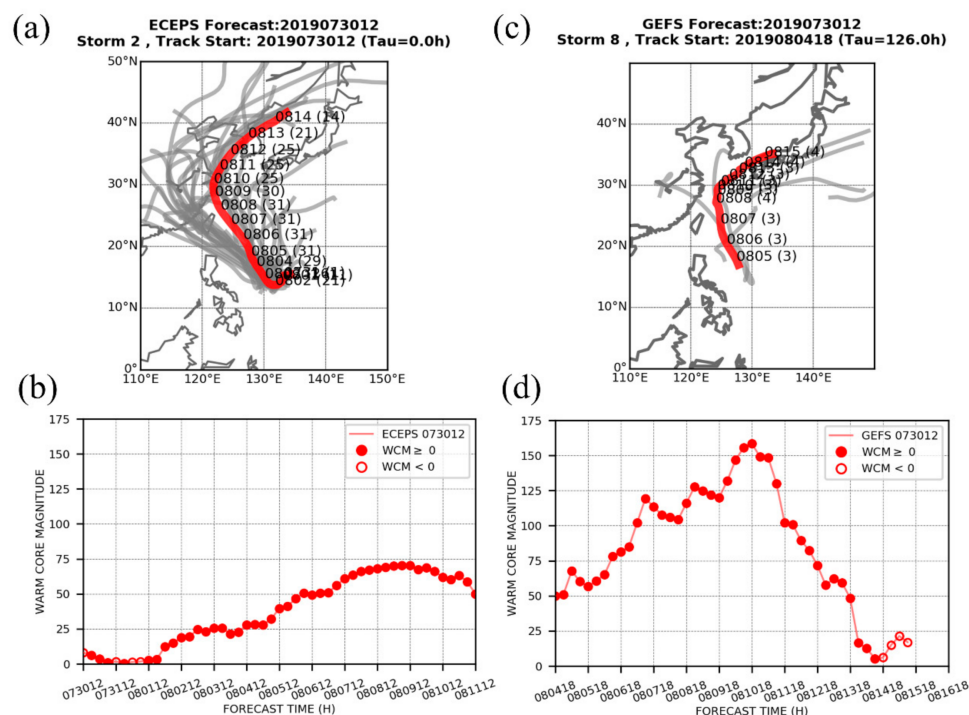 (a)
ECEPS Forecast:2019073012
Storm 2 , Track Start: 2019073012 (Tau=0.0h)
50°N
40°N
30°N
20°N
10°N
0°
110°E
120°E
130°E
140°E
150°E
0814 (14)
0813 (21)
0812 (25)
0811 (25)
0810 (25)
0809 (30)
0808 (31)
0807 (31)
0806 (31)
0805 (31)
0804 (29)
0802 (21)
(c)
GEFS Forecast:2019073012
Storm 8 , Track Start: 2019080418 (Tau=126.0h)
40°N
30°N
20°N
10°N
0°
110°E
120°E
130°E
140°E
0815 (4)
0808 (4)
0807 (3)
0806 (3)
0805 (3)
(b)
175
150
125
100
75
50
25
0
WARM CORE MAGNITUDE
ECEPS 073012
WCM ≥ 0
WCM < 0
073012
073112
080112
080212
080312
080412
080512
080612
080712
080812
080912
081012
081112
FORECAST TIME (H)
(d)
175
150
125
100
75
50
25
0
WARM CORE MAGNITUDE
GEFS 073012
WCM ≥ 0
WCM < 0
080418
080518
080618
080718
080818
080918
081018
081118
081218
081318
081418
081518
081618
FORECAST TIME (H)